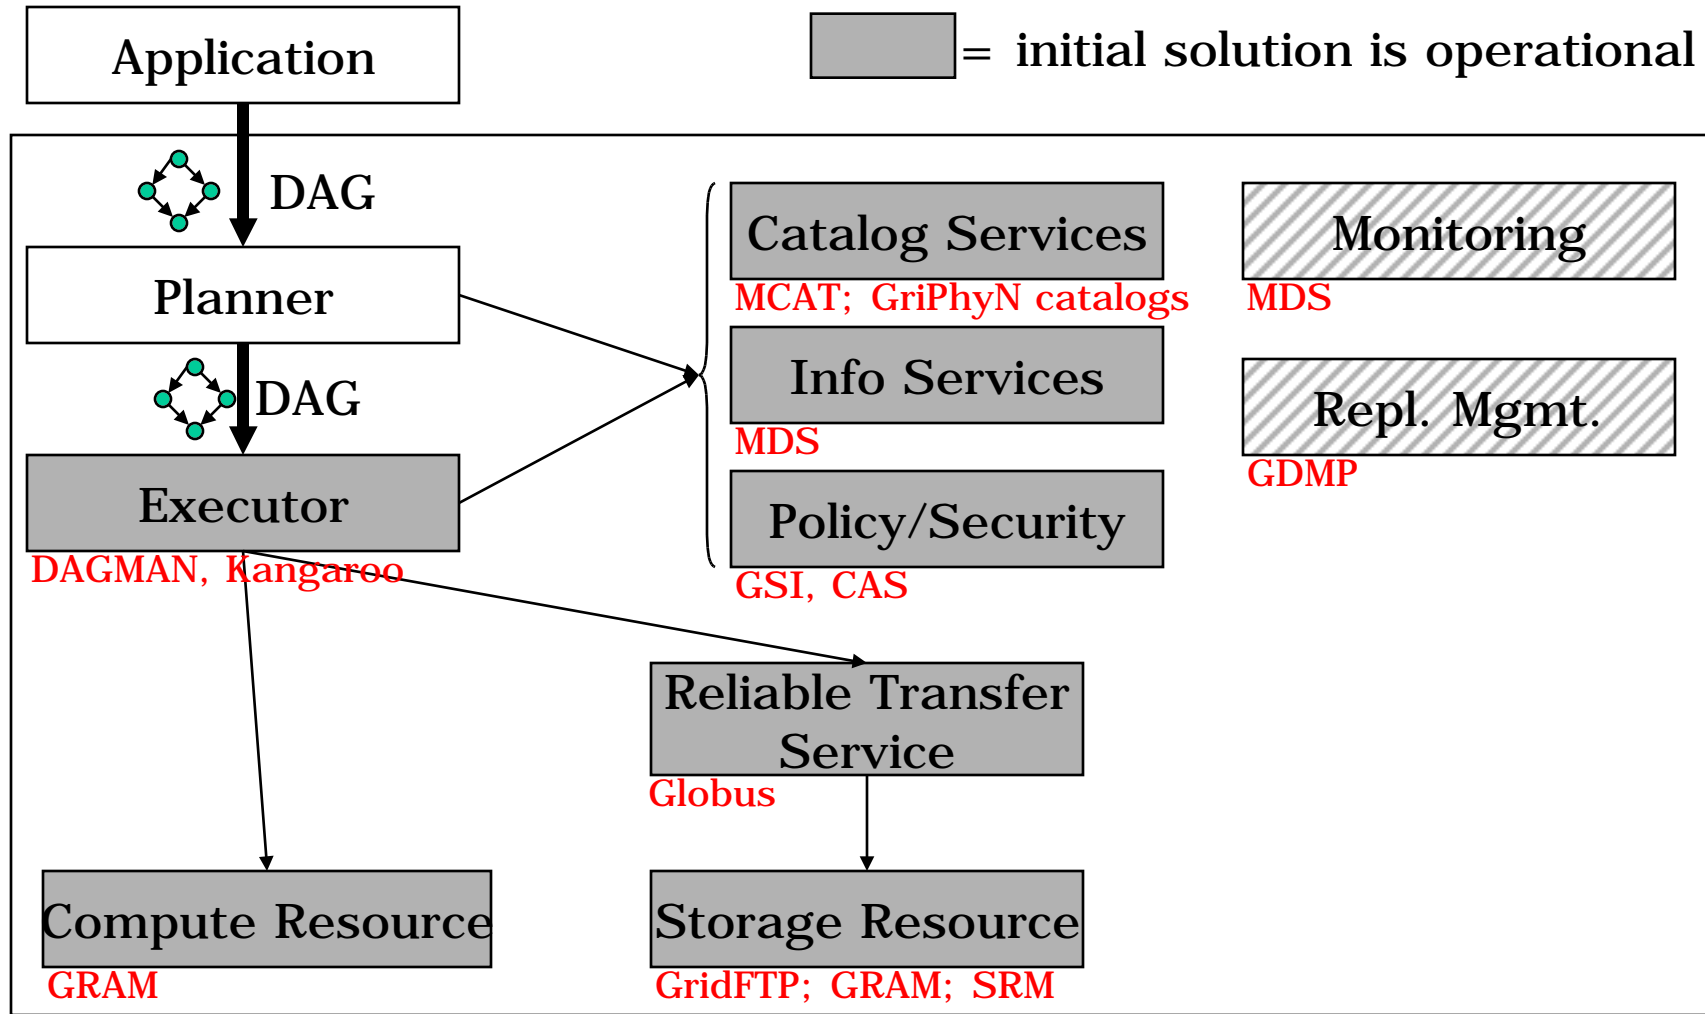 Application
= initial solution is operational
DAG
Catalog Services
Monitoring
Planner
MCAT; GriPhyN catalogs
MDS
Info Services
DAG
Repl. Mgmt.
MDS
GDMP
Executor
Policy/Security
DAGMAN, Kangaroo
GSI, CAS
Reliable Transfer
Service
Globus
Compute Resource
Storage Resource
GRAM
GridFTP; GRAM; SRM